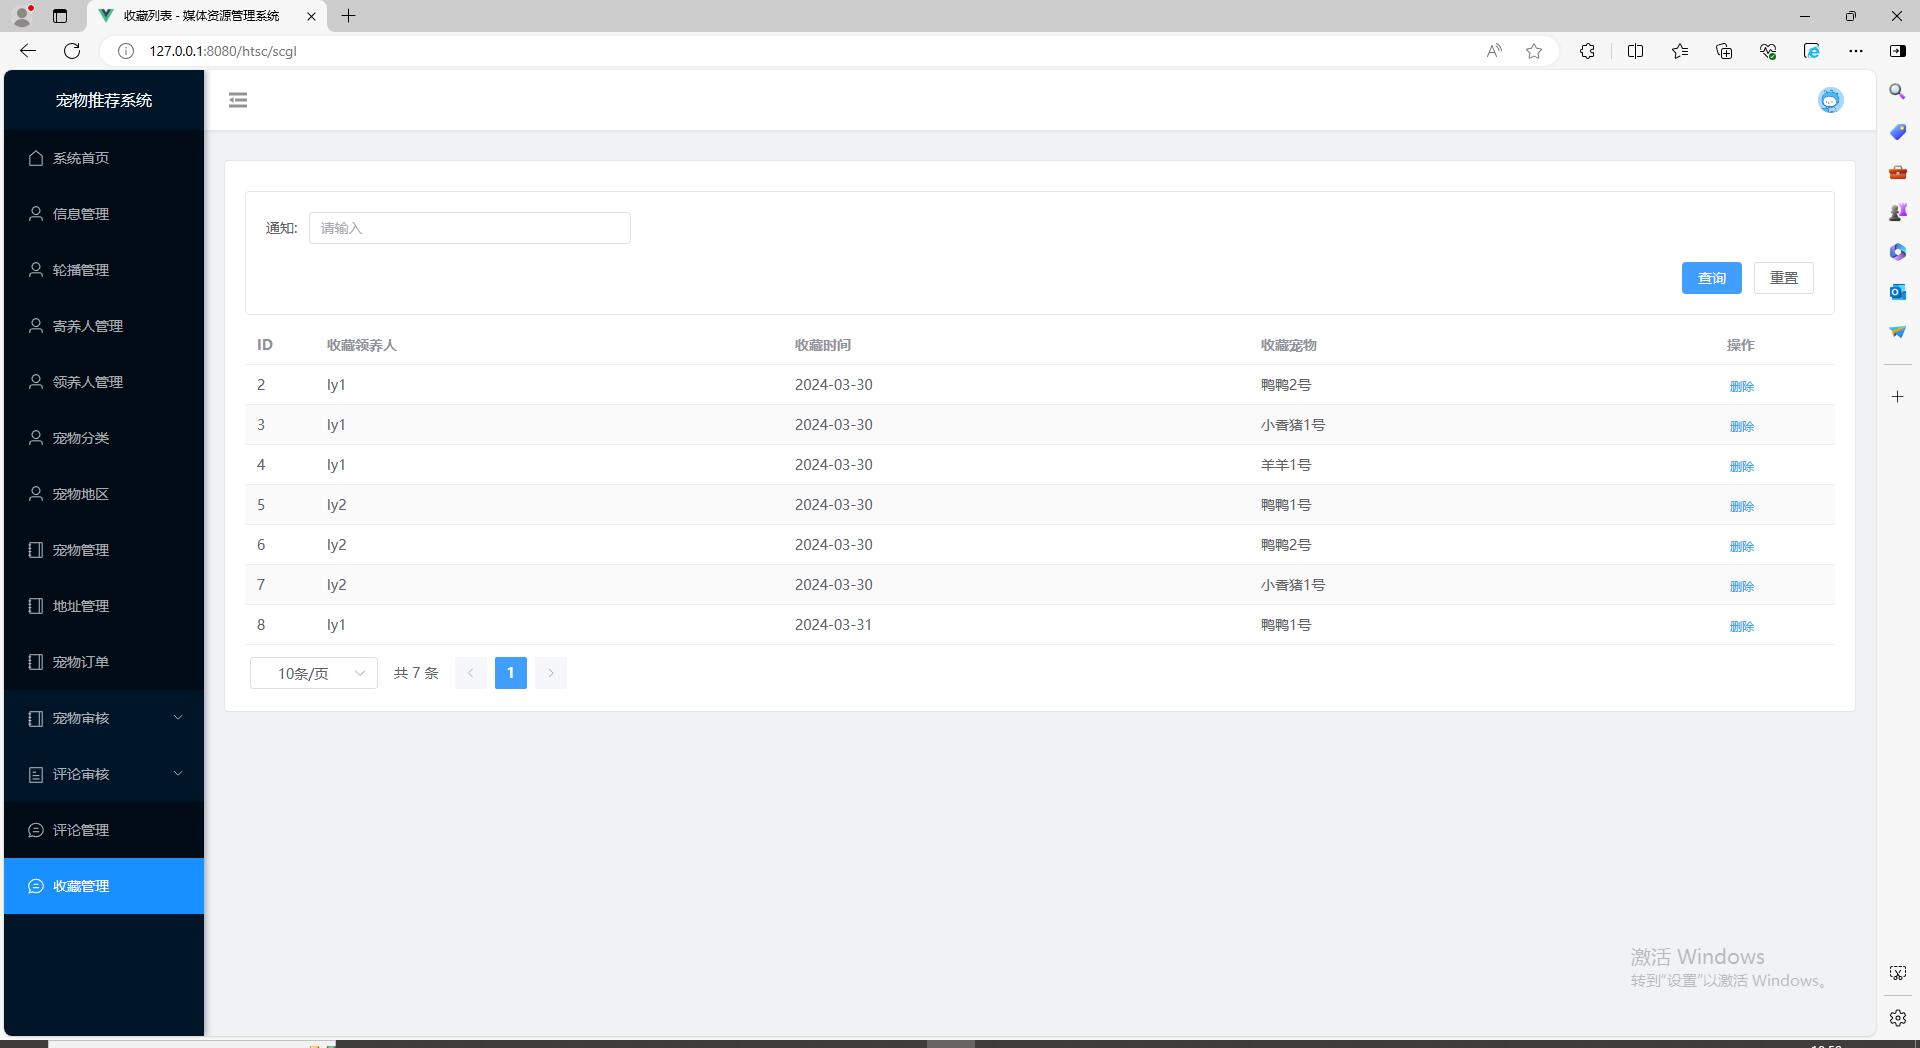 收藏列表 - 媒体资源管理系统
127.0.0.1:8080/htsc/scgl
宠物推荐系统
系统首页
信息管理
轮播管理
寄养人管理
领养人管理
宠物分类
宠物地区
宠物管理
地址管理
宠物订单
宠物审核
评论审核
评论管理
收藏管理
通知: 请输入
查询 重置
ID 收藏领养人 收藏时间 收藏宠物 操作
2 ly1 2024-03-30 鸭鸭2号 删除
3 ly1 2024-03-30 小香猪1号 删除
4 ly1 2024-03-30 羊羊1号 删除
5 ly2 2024-03-30 鸭鸭1号 删除
6 ly2 2024-03-30 鸭鸭2号 删除
7 ly2 2024-03-30 小香猪1号 删除
8 ly1 2024-03-31 鸭鸭1号 删除
10条/页 共 7 条 1
激活 Windows
转到"设置"以激活 Windows。